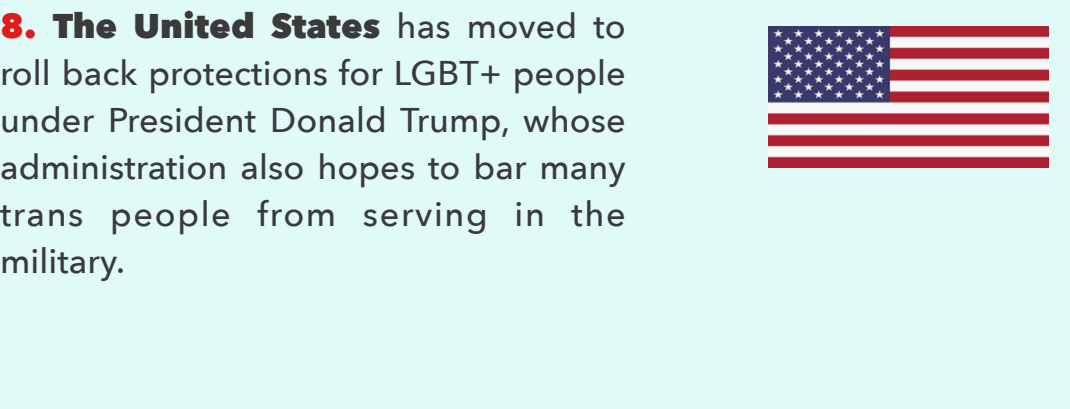 8. The United States has moved to
roll back protections for LGBT+ people
under President Donald Trump, whose
administration also hopes to bar many
trans people from serving in the
military.